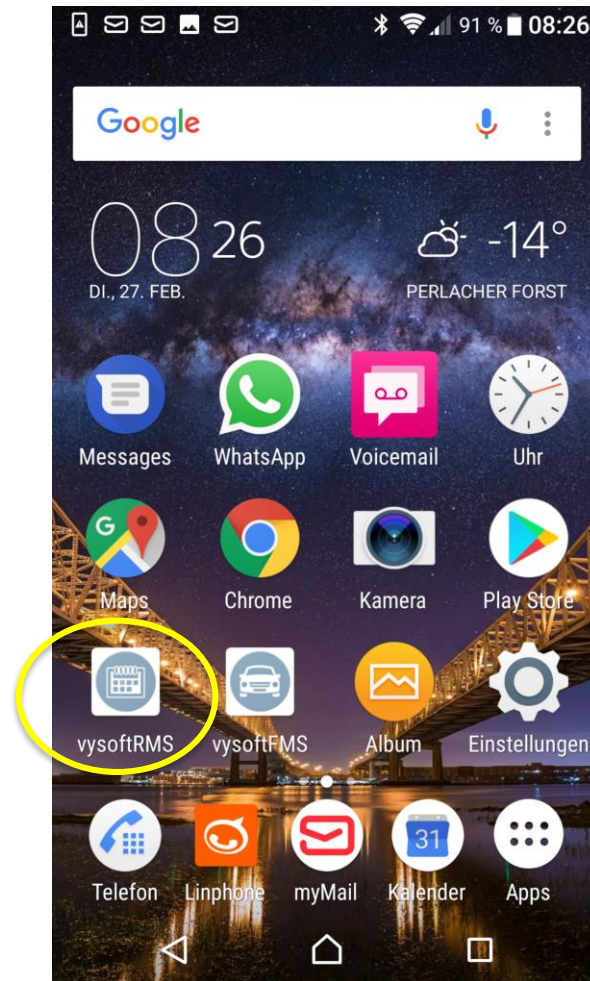 91 % 08:26
Google
08 26 -14°
DI., 27. FEB. PERLACHER FORST
Messages WhatsApp Voicemail Uhr
G
Maps Chrome Kamera Play Store
vysoftRMS vysoftFMS Album Einstellungen
31
Telefon Linphone myMail Kalender Apps